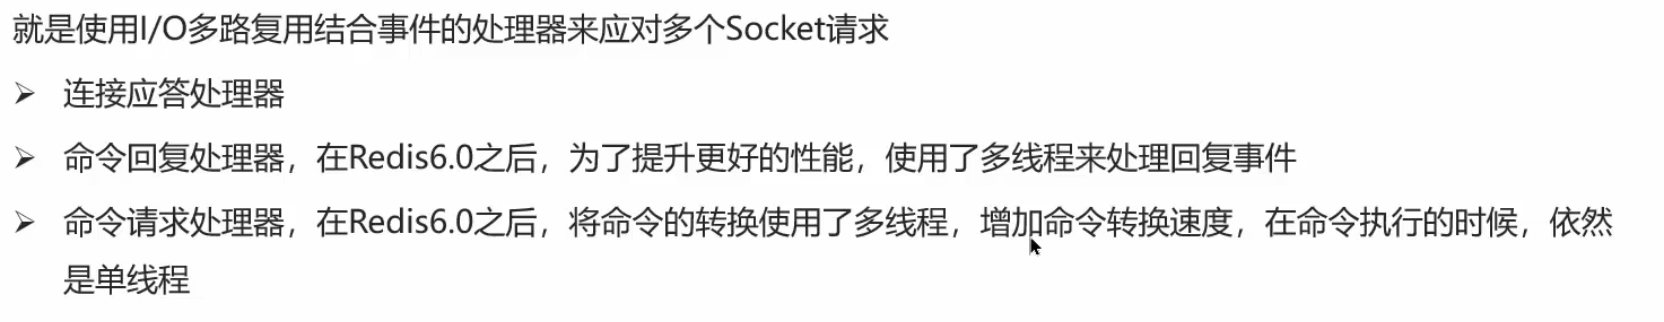 就是使用I/O多路复用结合事件的处理器来应对多个Socket请求
➢ 连接应答处理器
➢ 命令回复处理器，在Redis6.0之后，为了提升更好的性能，使用了多线程来处理回复事件
➢ 命令请求处理器，在Redis6.0之后，将命令的转换使用了多线程，增加命令转换速度，在命令执行的时候，依然
是单线程